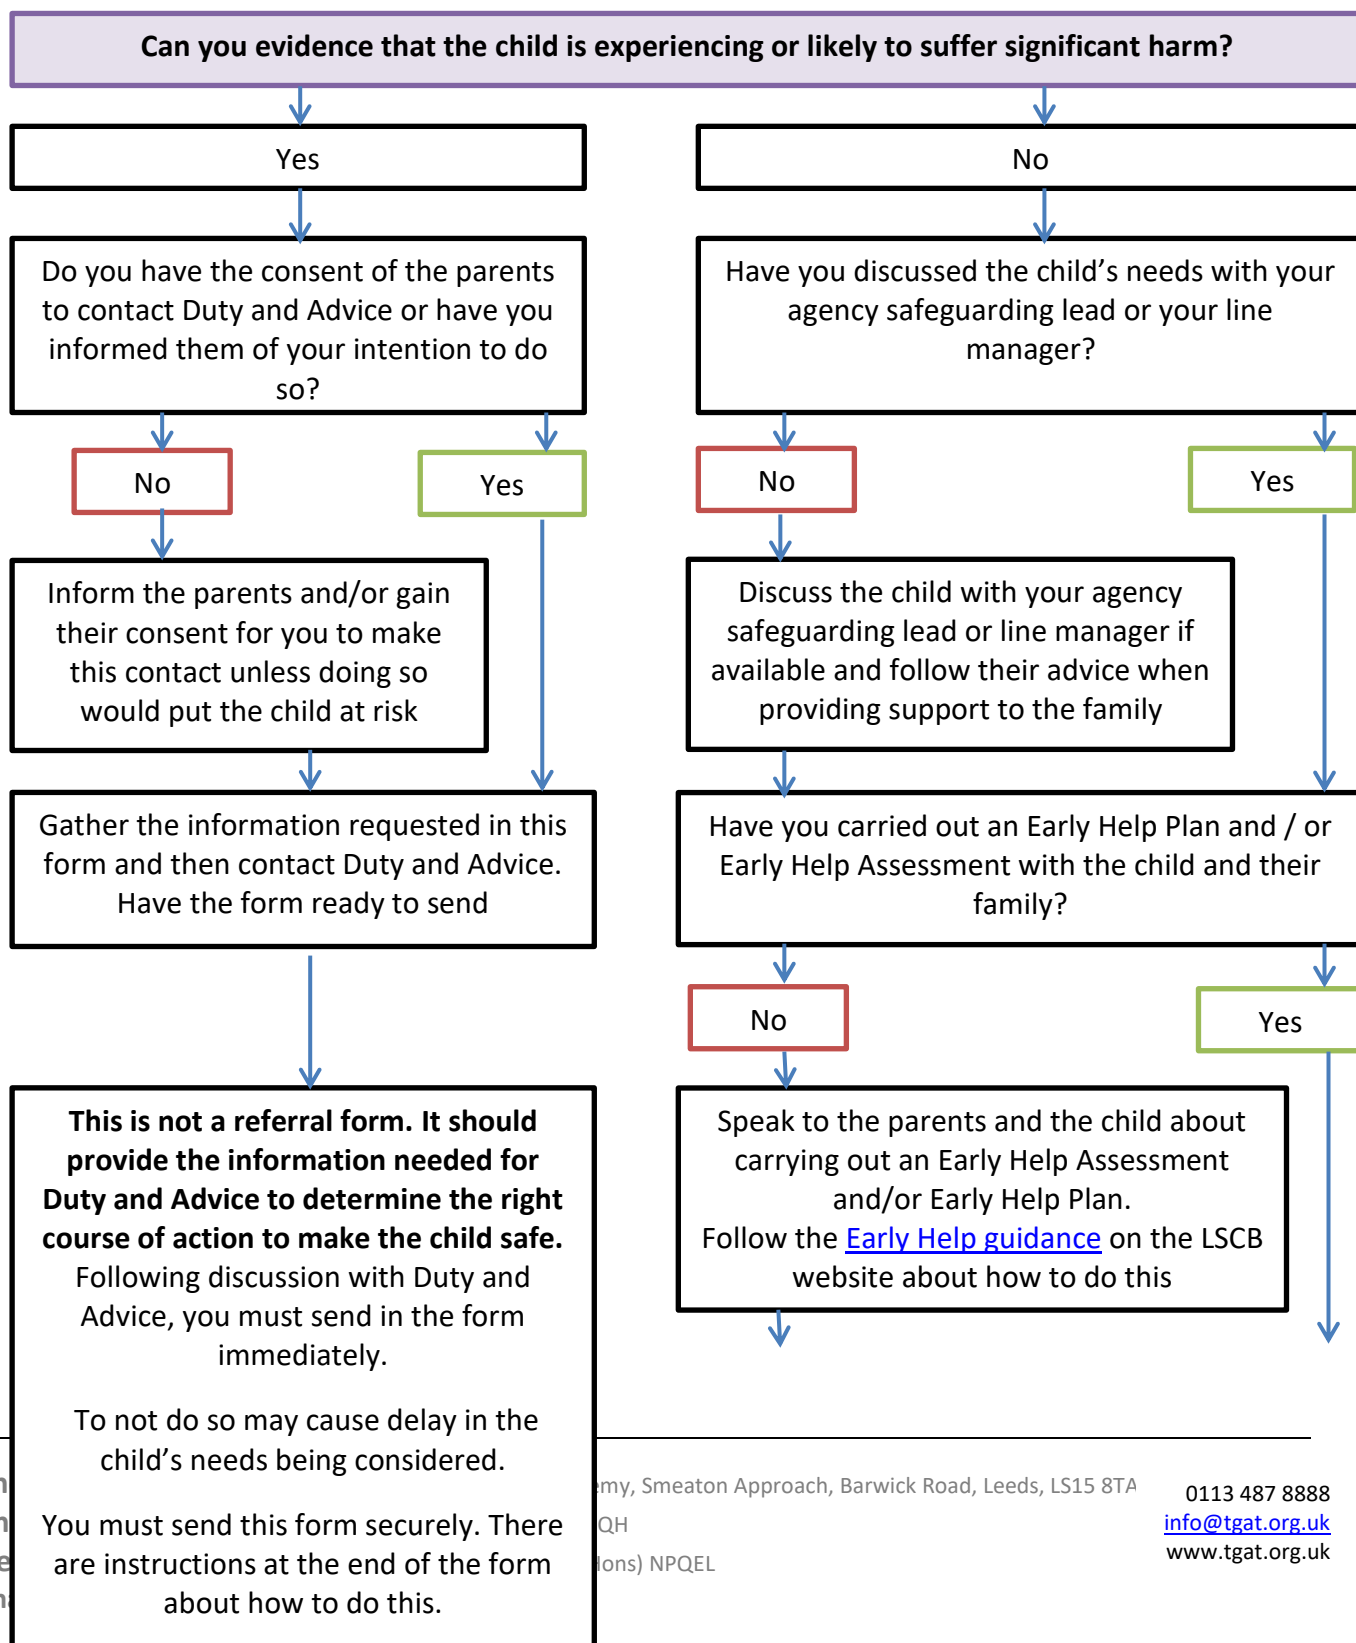 Can you evidence that the child is experiencing or likely to suffer significant harm?
Yes
No
Do you have the consent of the parents
to contact Duty and Advice or have you
informed them of your intention to do
so?
Have you discussed the child's needs with your
agency safeguarding lead or your line
manager?
No
Yes
No
Yes
Inform the parents and/or gain
their consent for you to make
this contact unless doing so
would put the child at risk
Discuss the child with your agency
safeguarding lead or line manager if
available and follow their advice when
providing support to the family
Gather the information requested in this
form and then contact Duty and Advice.
Have the form ready to send
Have you carried out an Early Help Plan and / or
Early Help Assessment with the child and their
family?
No
Yes
This is not a referral form. It should
provide the information needed for
Duty and Advice to determine the right
course of action to make the child safe.
Following discussion with Duty and
Advice, you must send in the form
immediately.
To not do so may cause delay in the
child's needs being considered.
You must send this form securely. There
are instructions at the end of the form
about how to do this.
Speak to the parents and the child about
carrying out an Early Help Assessment
and/or Early Help Plan.
Follow the Early Help guidance on the LSCB
website about how to do this
Smeaton Approach, Barwick Road, Leeds, LS15 8TA
QH
NPQEL
0113 487 8888
info@tgat.org.uk
www.tgat.org.uk